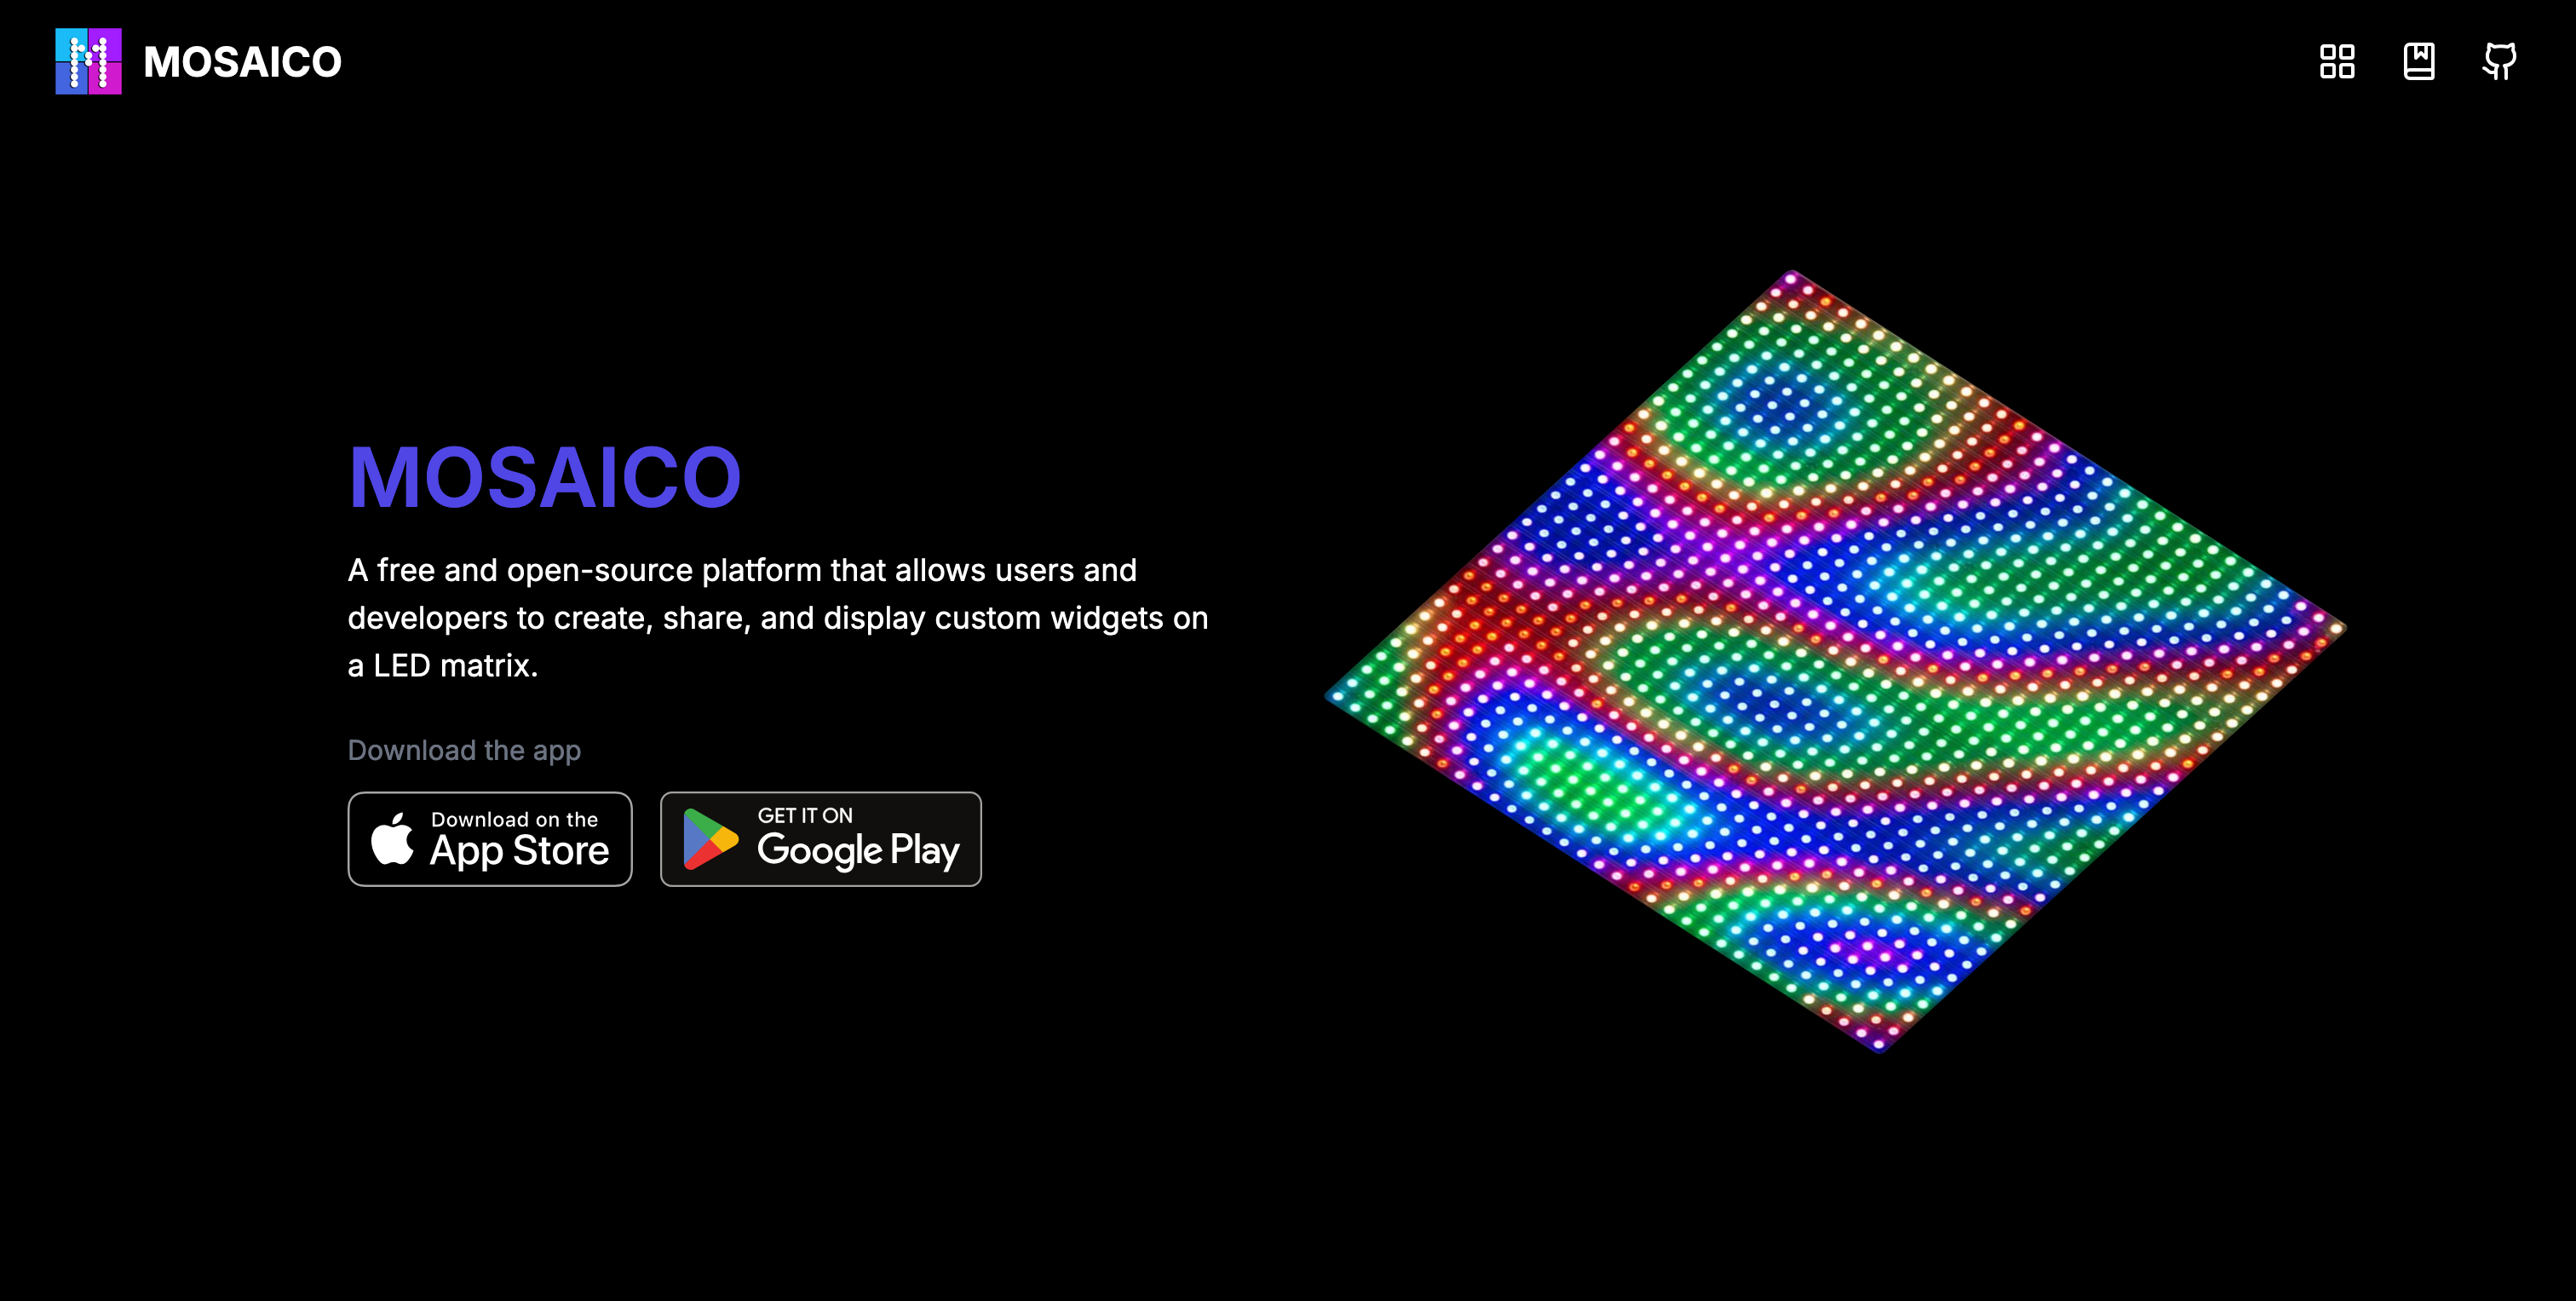 MOSAICO
MOSAICO
A free and open-source platform that allows users and
developers to create, share, and display custom widgets on
a LED matrix.
Download the app
Download on the
App Store
GET IT ON
Google Play